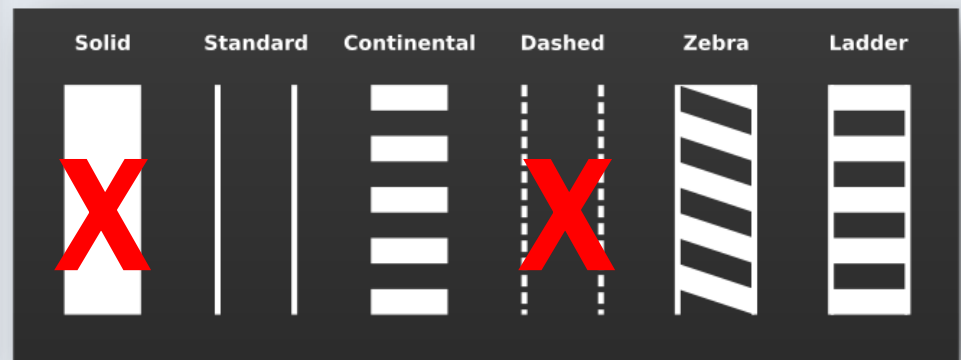 Solid Standard Continental Dashed Zebra Ladder
X X